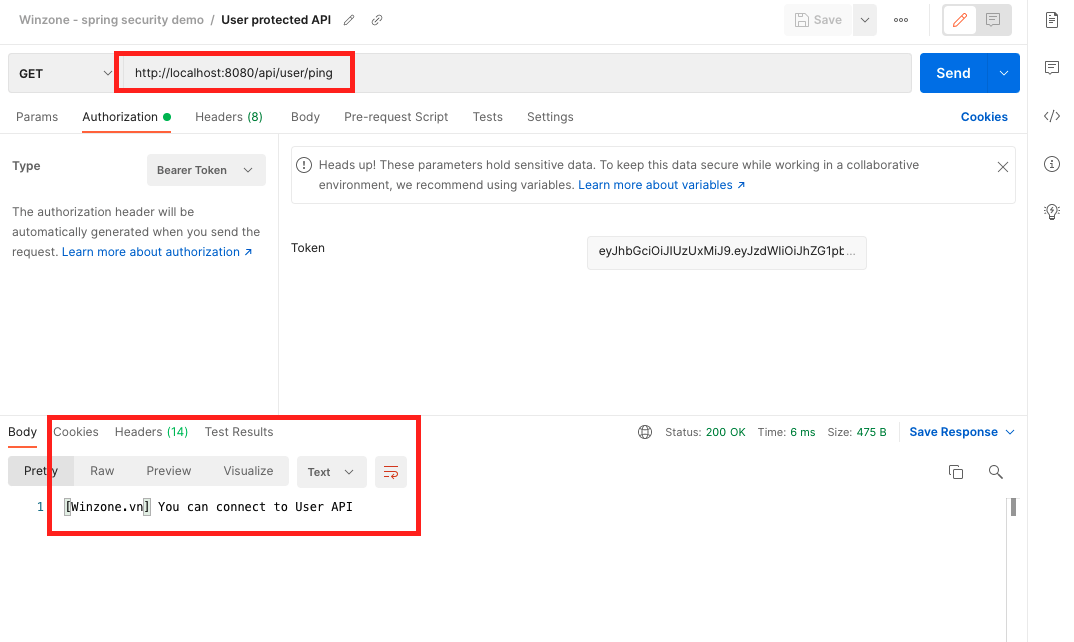 Winzone - spring security demo / User protected API
Save
GET
http://localhost:8080/api/user/ping
Send
Params Authorization Headers (8) Body Pre-request Script Tests Settings
Cookies
Type
Bearer Token
The authorization header will be
automatically generated when you send the
request. Learn more about authorization ↗
Heads up! These parameters hold sensitive data. To keep this data secure while working in a collaborative
environment, we recommend using variables. Learn more about variables ↗
Token
eyJhbGciOiJIUzUxMiJ9.eyJzdWIiOiJhZG1pb...
Body Cookies Headers (14) Test Results
Status: 200 OK Time: 6 ms Size: 475 B Save Response
Pretty Raw Preview Visualize Text
1 [Winzone.vn] You can connect to User API